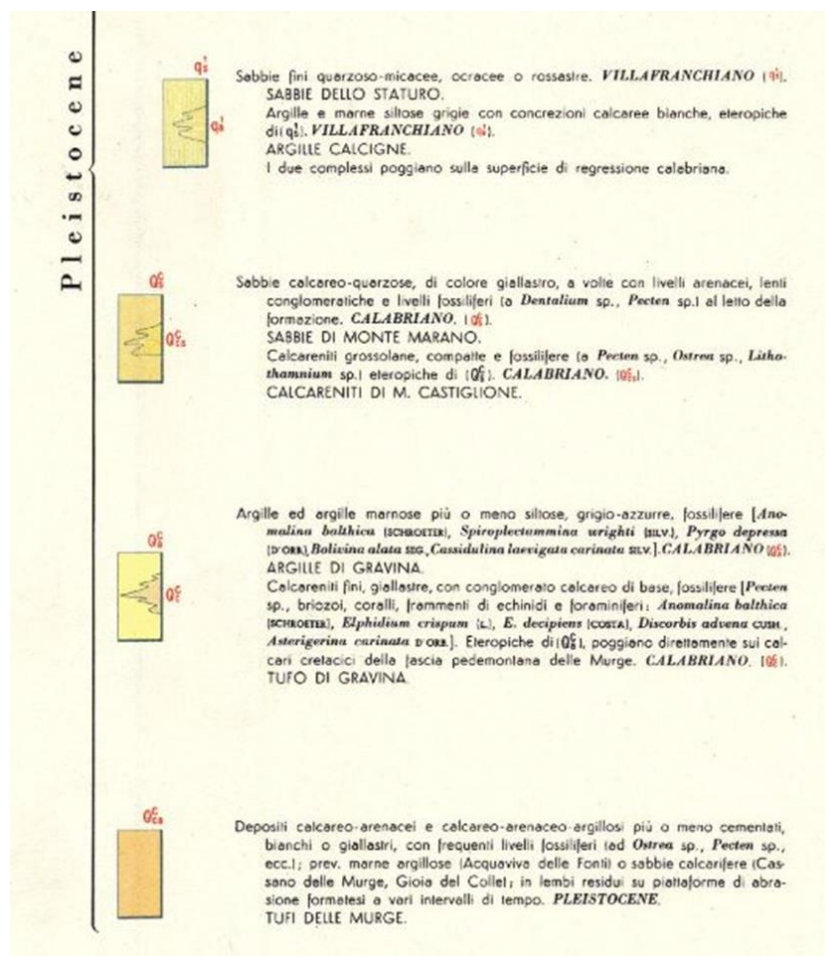 Pleistocene
Sabbie fini quarzoso-micacee, ocracee o rossastre. VILLAFRANCHIANO
SABBIE DELLO STATURO.
Argille e marne siltose grigie con concrezioni calcaree bianche, eteropiche
di (q¹s). VILLAFRANCHIANO
ARGILLE CALCIGNE.
I due complessi poggiano sulla superficie di regressione calabriana.
Sabbie calcareo-quarzose, di colore giallastro, a volte con livelli arenacei, lenti
conglomeratiche e livelli fossiliferi (a Dentalium sp., Pecten sp.) al letto della
formazione. CALABRIANO.
SABBIE DI MONTE MARANO.
Calcareniti grossolane, compatte e fossilifere (a Pecten sp., Ostrea sp., Litho-
thamnium sp.) eteropiche di CALABRIANO.
CALCARENITI DI M. CASTIGLIONE.
Argille ed argille marnose più o meno siltose, grigio-azzurre, fossilifere [Ano-
malina balthica (SCHROETER), Spiroplectammina wrighti (SILV.), Pyrgo depressa
(D'ORB.), Bolivina alata SEG., Cassidulina laevigata carinata SILV.]. CALABRIANO
ARGILLE DI GRAVINA.
Calcareniti fini, giallastre, con conglomerato calcareo di base, fossilifere [Pecten
sp., briozoi, coralli, frammenti di echinidi e foraminiferi: Anomalina balthica
(SCHROETER), Elphidium crispum (L.), E. decipiens (COSTA), Discorbis advena CUSH.,
Asterigerina carinata D'ORB.]. Eteropiche di poggiano direttamente sui cal-
cari cretacici della fascia pedemontana delle Murge. CALABRIANO.
TUFO DI GRAVINA.
Depositi calcareo-arenacei e calcareo-arenaceo-argillosi più o meno cementati,
bianchi o giallastri, con frequenti livelli fossiliferi (ad Ostrea sp., Pecten sp.,
ecc.); prev. marne argillose (Acquaviva delle Fonti) o sabbie calcarifere (Cas-
sano delle Murge, Gioia del Colle); in lembi residui su piattaforme di abra-
sione formatesi a vari intervalli di tempo. PLEISTOCENE.
TUFI DELLE MURGE.